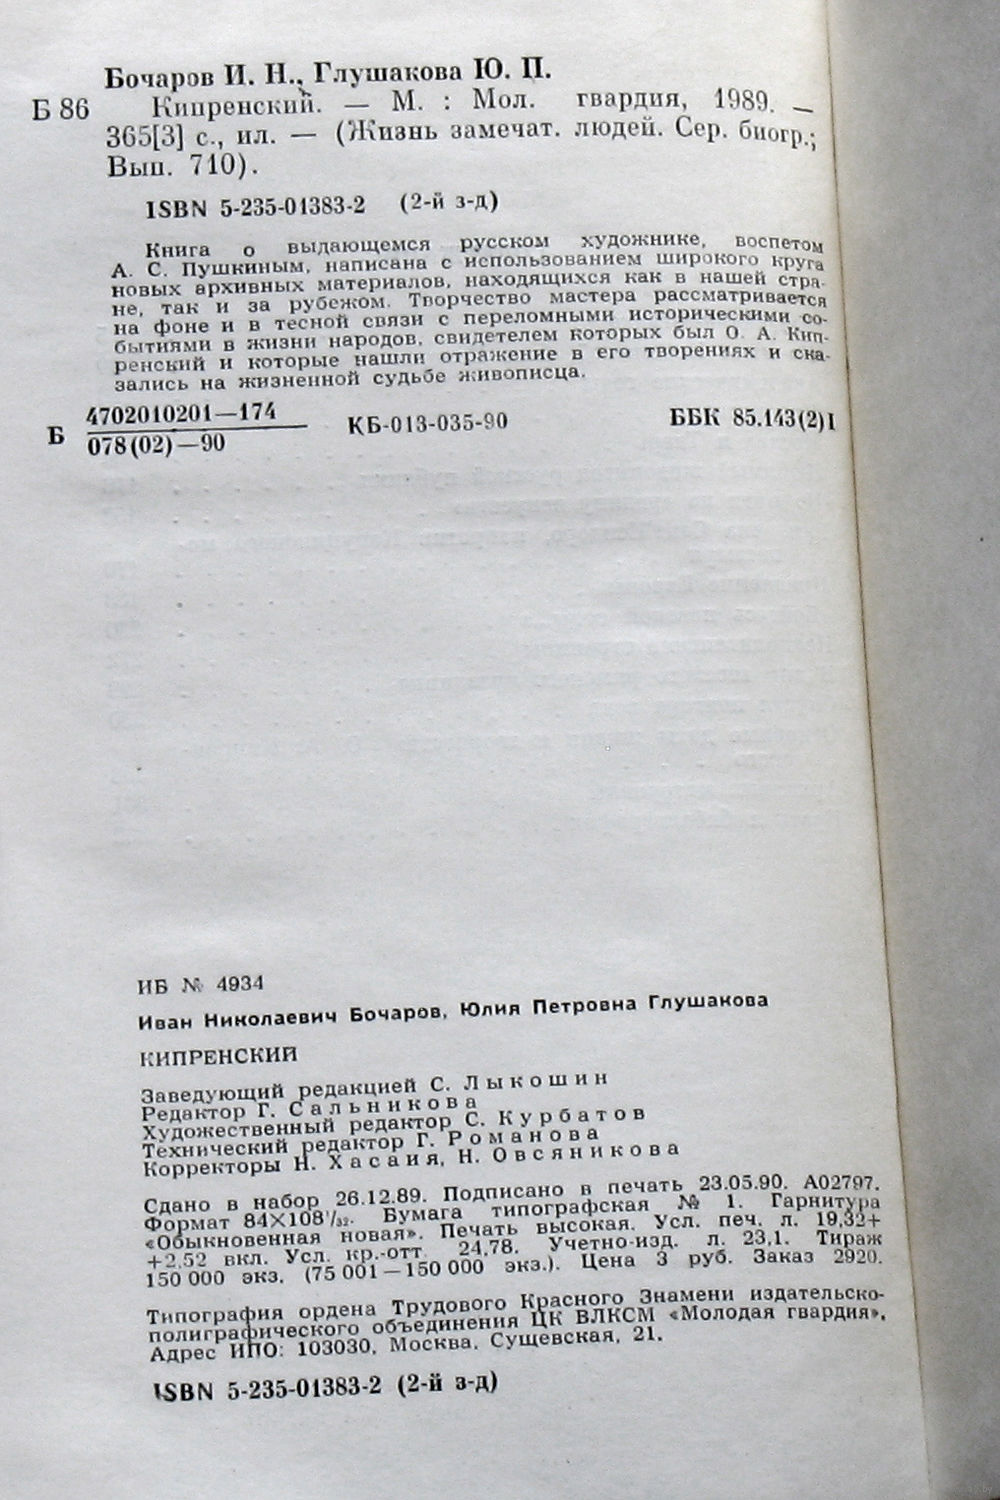 Бочаров И. Н., Глушакова Ю. П.
Б 86 Кипренский. — М. : Мол. гвардия, 1989. —
365[3] с., ил. — (Жизнь замечат. людей. Сер. биогр.;
Вып. 710).
ISBN 5-235-01383-2 (2-й з-д)
Книга о выдающемся русском художнике, воспетом
А. С. Пушкиным, написана с использованием широкого круга
новых архивных материалов, находящихся как в нашей стра-
не, так и за рубежом. Творчество мастера рассматривается
на фоне и в тесной связи с переломными историческими со-
бытиями в жизни народов, свидетелем которых был О. А. Кип-
ренский и которые нашли отражение в его творениях и ска-
зались на жизненной судьбе живописца.
Б 4702010201—174 КБ-013-035-90 ББК 85.143(2)1
078(02)—90
ИБ № 4934
Иван Николаевич Бочаров, Юлия Петровна Глушакова
КИПРЕНСКИЙ
Заведующий редакцией С. Лыкошин
Редактор Г. Сальникова
Художественный редактор С. Курбатов
Технический редактор Г. Романова
Корректоры Н. Хасаия, Н. Овсяникова
Сдано в набор 26.12.89. Подписано в печать 23.05.90. А02797.
Формат 84×108¹/₃₂. Бумага типографская № 1. Гарнитура
«Обыкновенная новая». Печать высокая. Усл. печ. л. 19,32+
+2,52 вкл. Усл. кр.-отт. 24,78. Учетно-изд. л. 23,1. Тираж
150 000 экз. (75 001—150 000 экз.). Цена 3 руб. Заказ 2920.
Типография ордена Трудового Красного Знамени издательско-
полиграфического объединения ЦК ВЛКСМ «Молодая гвардия».
Адрес ИПО: 103030, Москва, Сущевская, 21.
ISBN 5-235-01383-2 (2-й з-д)